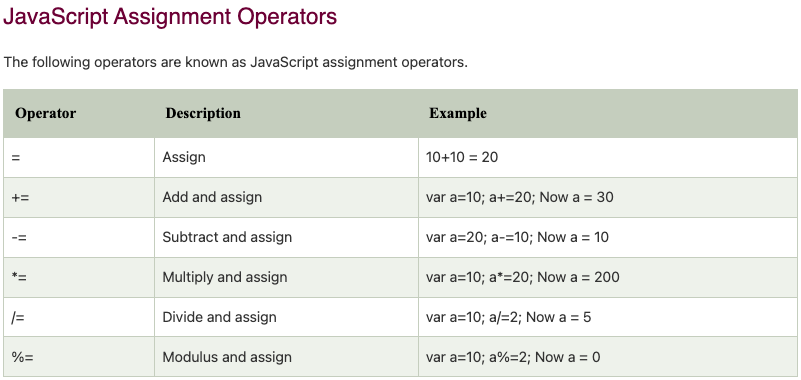 JavaScript Assignment Operators
The following operators are known as JavaScript assignment operators.
Operator Description Example
= Assign 10+10 = 20
+= Add and assign var a=10; a+=20; Now a = 30
-= Subtract and assign var a=20; a-=10; Now a = 10
*= Multiply and assign var a=10; a*=20; Now a = 200
/= Divide and assign var a=10; a/=2; Now a = 5
%= Modulus and assign var a=10; a%=2; Now a = 0